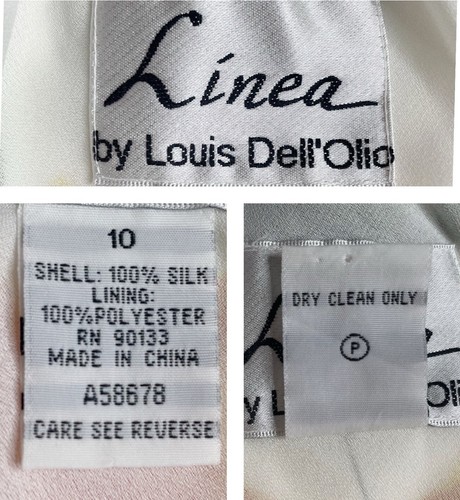 Linea
by Louis Dell'Olio
10
SHELL: 100% SILK
LINING:
100%POLYESTER
RN 90133
MADE IN CHINA
A58678
CARE SEE REVERSE
DRY CLEAN ONLY
P